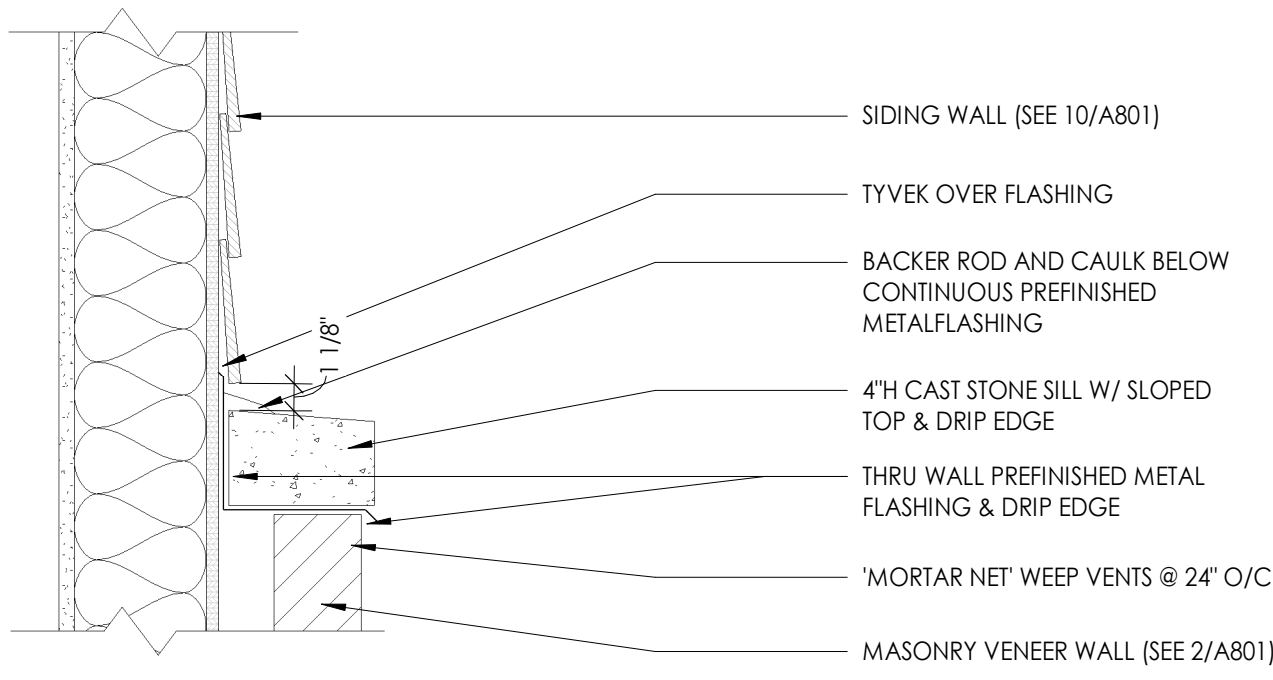 SIDING WALL (SEE 10/A801)
TYVEK OVER FLASHING
BACKER ROD AND CAULK BELOW
CONTINUOUS PREFINISHED
METALFLASHING
1 1/8"
4"H CAST STONE SILL W/ SLOPED
TOP & DRIP EDGE
THRU WALL PREFINISHED METAL
FLASHING & DRIP EDGE
'MORTAR NET' WEEP VENTS @ 24" O/C
MASONRY VENEER WALL (SEE 2/A801)